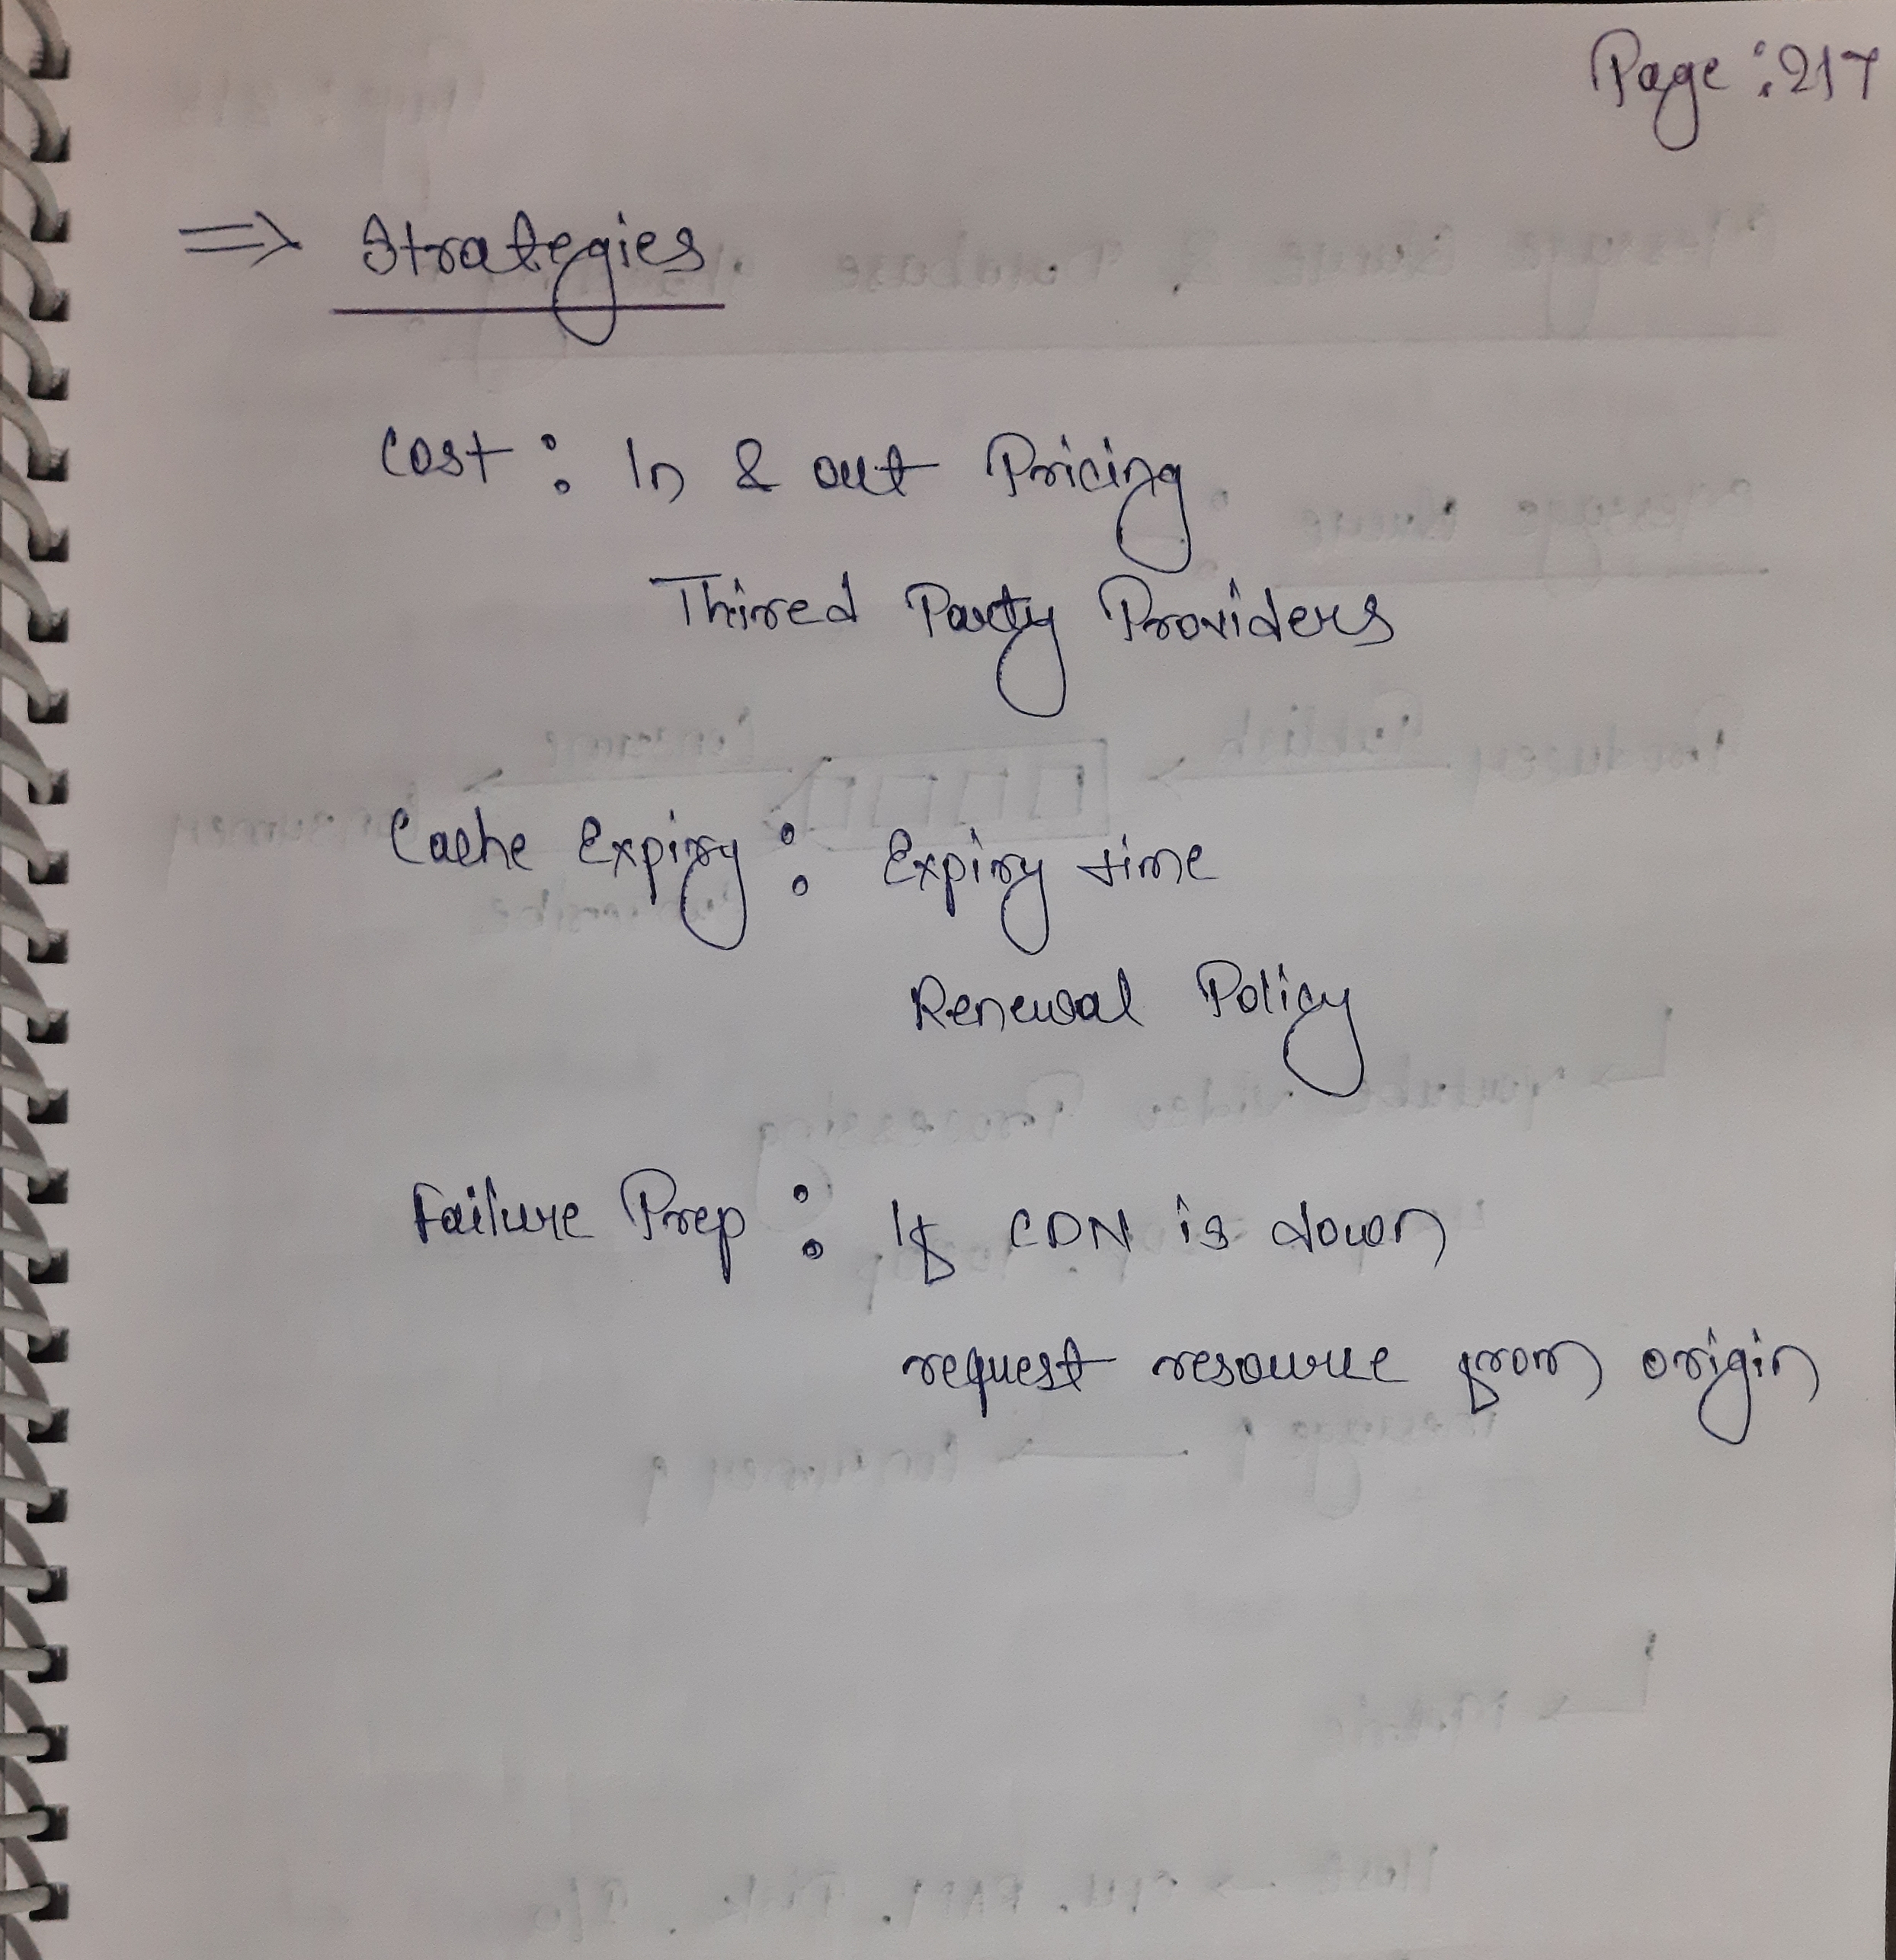 Page : 217
=> Strategies
Cost : In & out Pricing
Thired Party Providers
Cache Expiry : Expiry time
Renewal Policy
Failure Prep : If CDN is down
request resource from origin